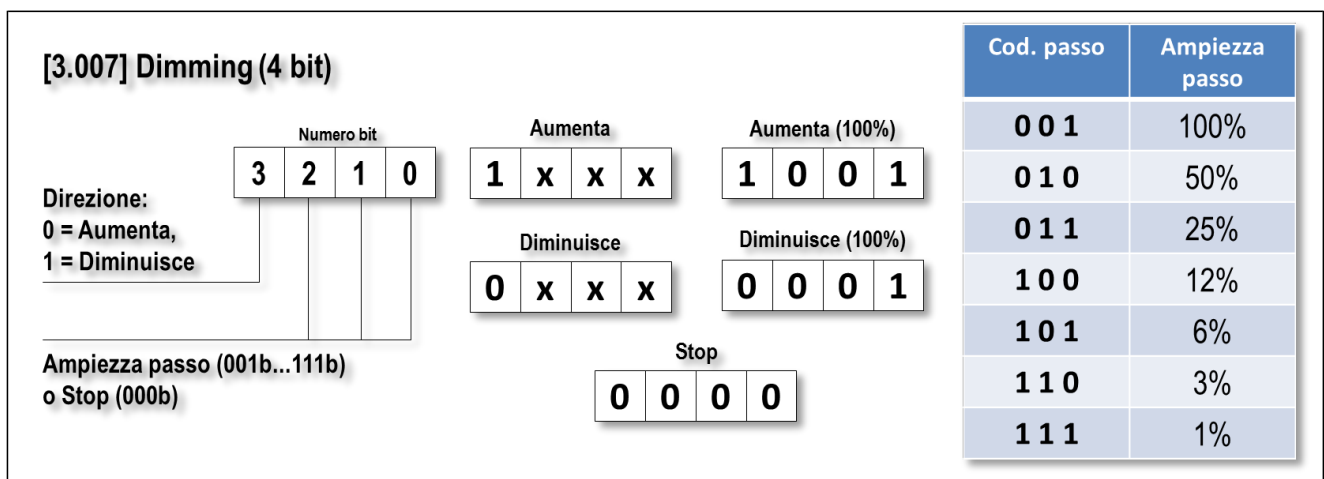 [3.007] Dimming (4 bit)
Numero bit
3 2 1 0
Direzione:
0 = Aumenta,
1 = Diminuisce
Ampiezza passo (001b...111b)
o Stop (000b)
Aumenta
1 x x x
Aumenta (100%)
1 0 0 1
Diminuisce
0 x x x
Diminuisce (100%)
0 0 0 1
Stop
0 0 0 0
Cod. passo Ampiezza
passo
0 0 1 100%
0 1 0 50%
0 1 1 25%
1 0 0 12%
1 0 1 6%
1 1 0 3%
1 1 1 1%